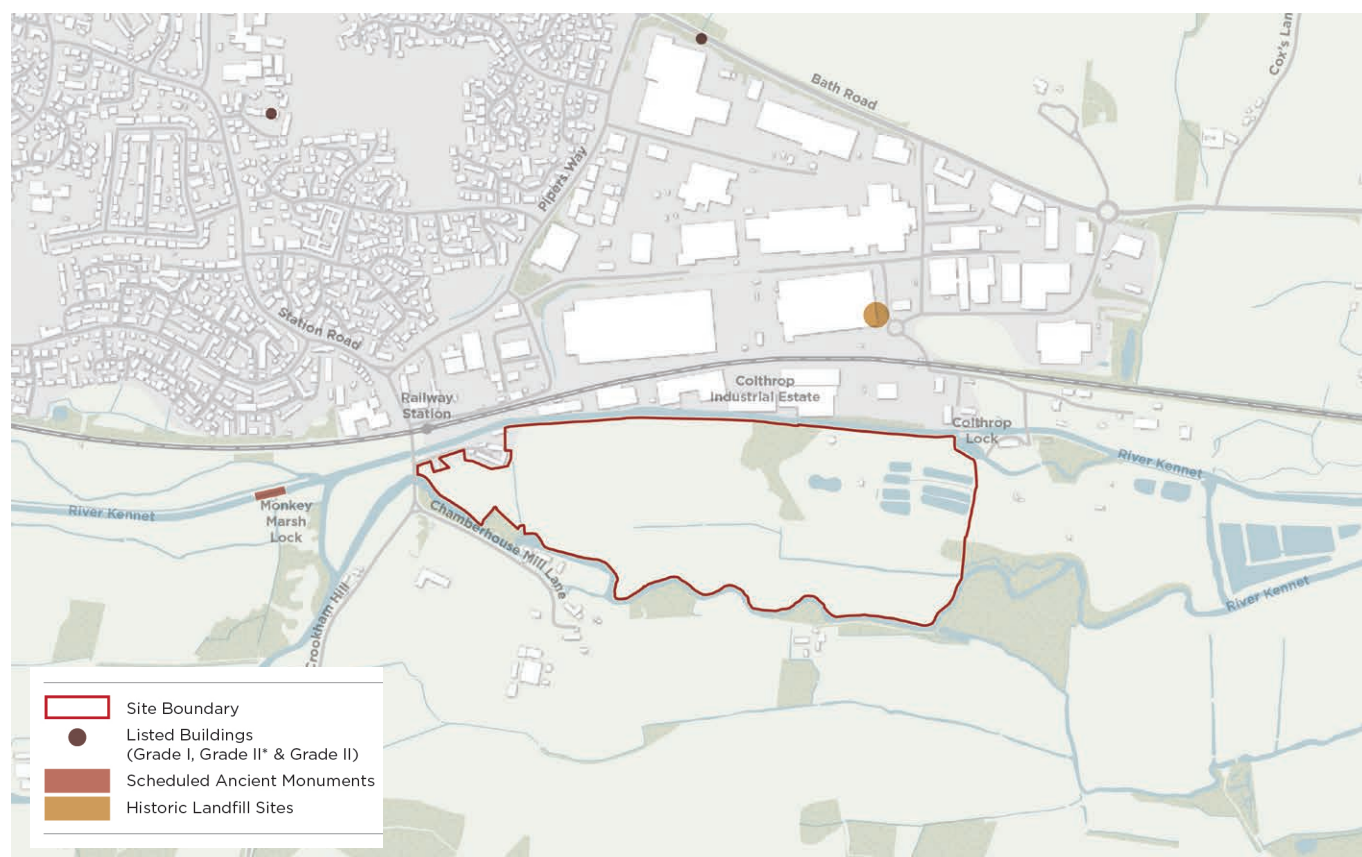 Bath Road
Cox's Lan
Pipers Way
Station Road
Railway
Station
Colthrop
Industrial Estate
Colthrop
Lock
River Kennet
River Kennet
Monkey
Marsh
Lock
Chamberhouse Mill Lane
River Kennet
Crookham Hill
Site Boundary
Listed Buildings
(Grade I, Grade II* & Grade II)
Scheduled Ancient Monuments
Historic Landfill Sites